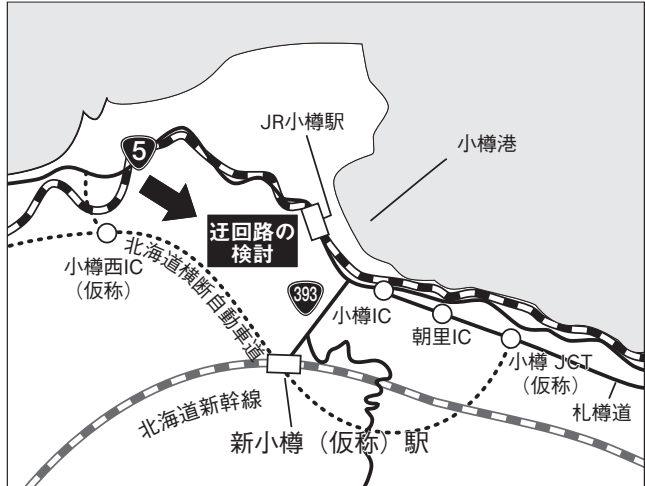 JR小樽駅
小樽港
5
迂回路の
検討
小樽西IC
（仮称）
北海道横断自動車道
393
小樽IC
朝里IC
小樽 JCT
（仮称）
札樽道
北海道新幹線
新小樽（仮称）駅